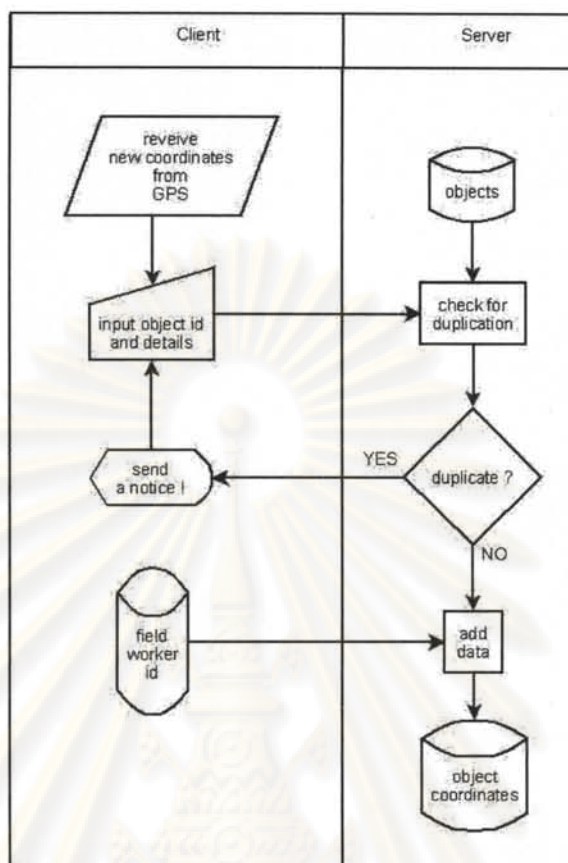 Client
Server
reveive
new coordinates
from
GPS
objects
input object id
and details
check for
duplication
send
a notice !
YES
duplicate ?
NO
field
worker
id
add
data
object
coordinates